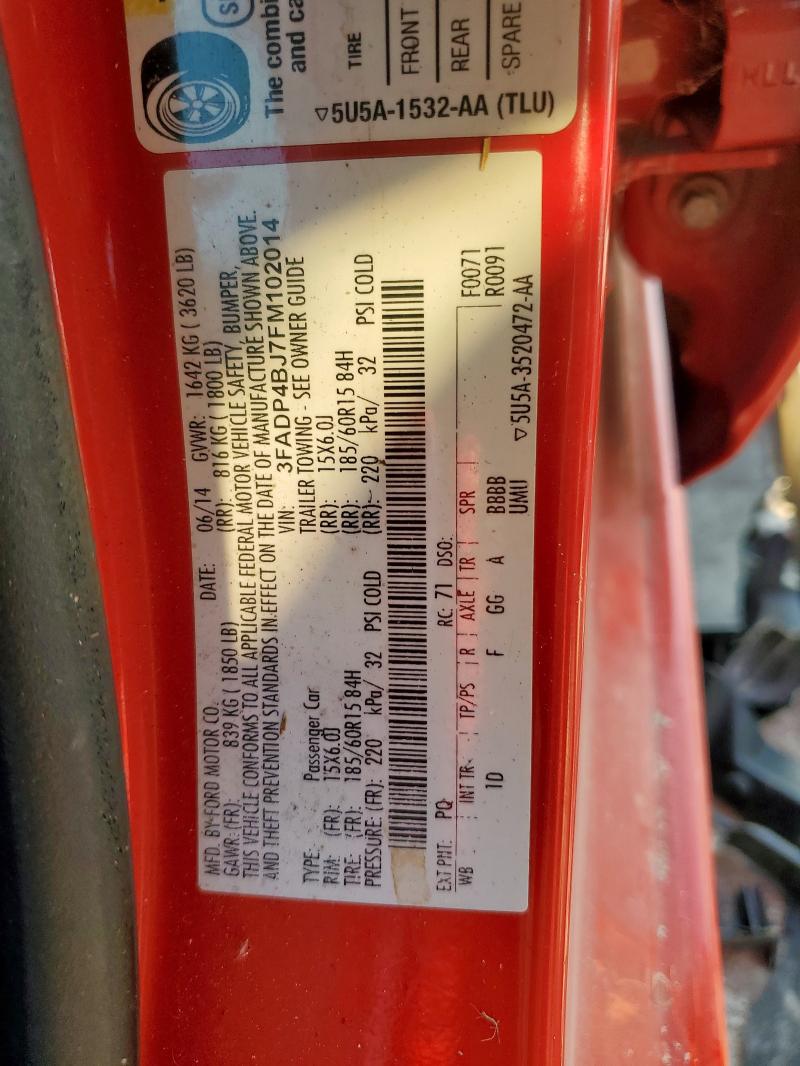 The combi
and ca
TIRE
FRONT
REAR
SPARE
▽5U5A-1532-AA (TLU)
MFD. BY FORD MOTOR CO. DATE: 06/14 GVWR: 1642 KG ( 3620 LB)
GAWR: (FR): 839 KG ( 1850 LB) (RR): 816 KG ( 1800 LB)
THIS VEHICLE CONFORMS TO ALL APPLICABLE FEDERAL MOTOR VEHICLE SAFETY, BUMPER,
AND THEFT PREVENTION STANDARDS IN EFFECT ON THE DATE OF MANUFACTURE SHOWN ABOVE.
VIN: 3FADP4BJ7FM102014
TYPE: Passenger Car TRAILER TOWING - SEE OWNER GUIDE
RIM: (FR): 15X6.0J (RR): 15X6.0J
TIRE: (FR): 185/60R15 84H (RR): 185/60R15 84H
PRESSURE: (FR): 220 kPa/ 32 PSI COLD (RR): 220 kPa/ 32 PSI COLD
EXT PNT: PQ RC: 71 DSO: F0071
WB INT TR TP/PS R AXLE TR SPR R0091
1D F GG A BBBB
UMU
▽5U5A-3520472-AA